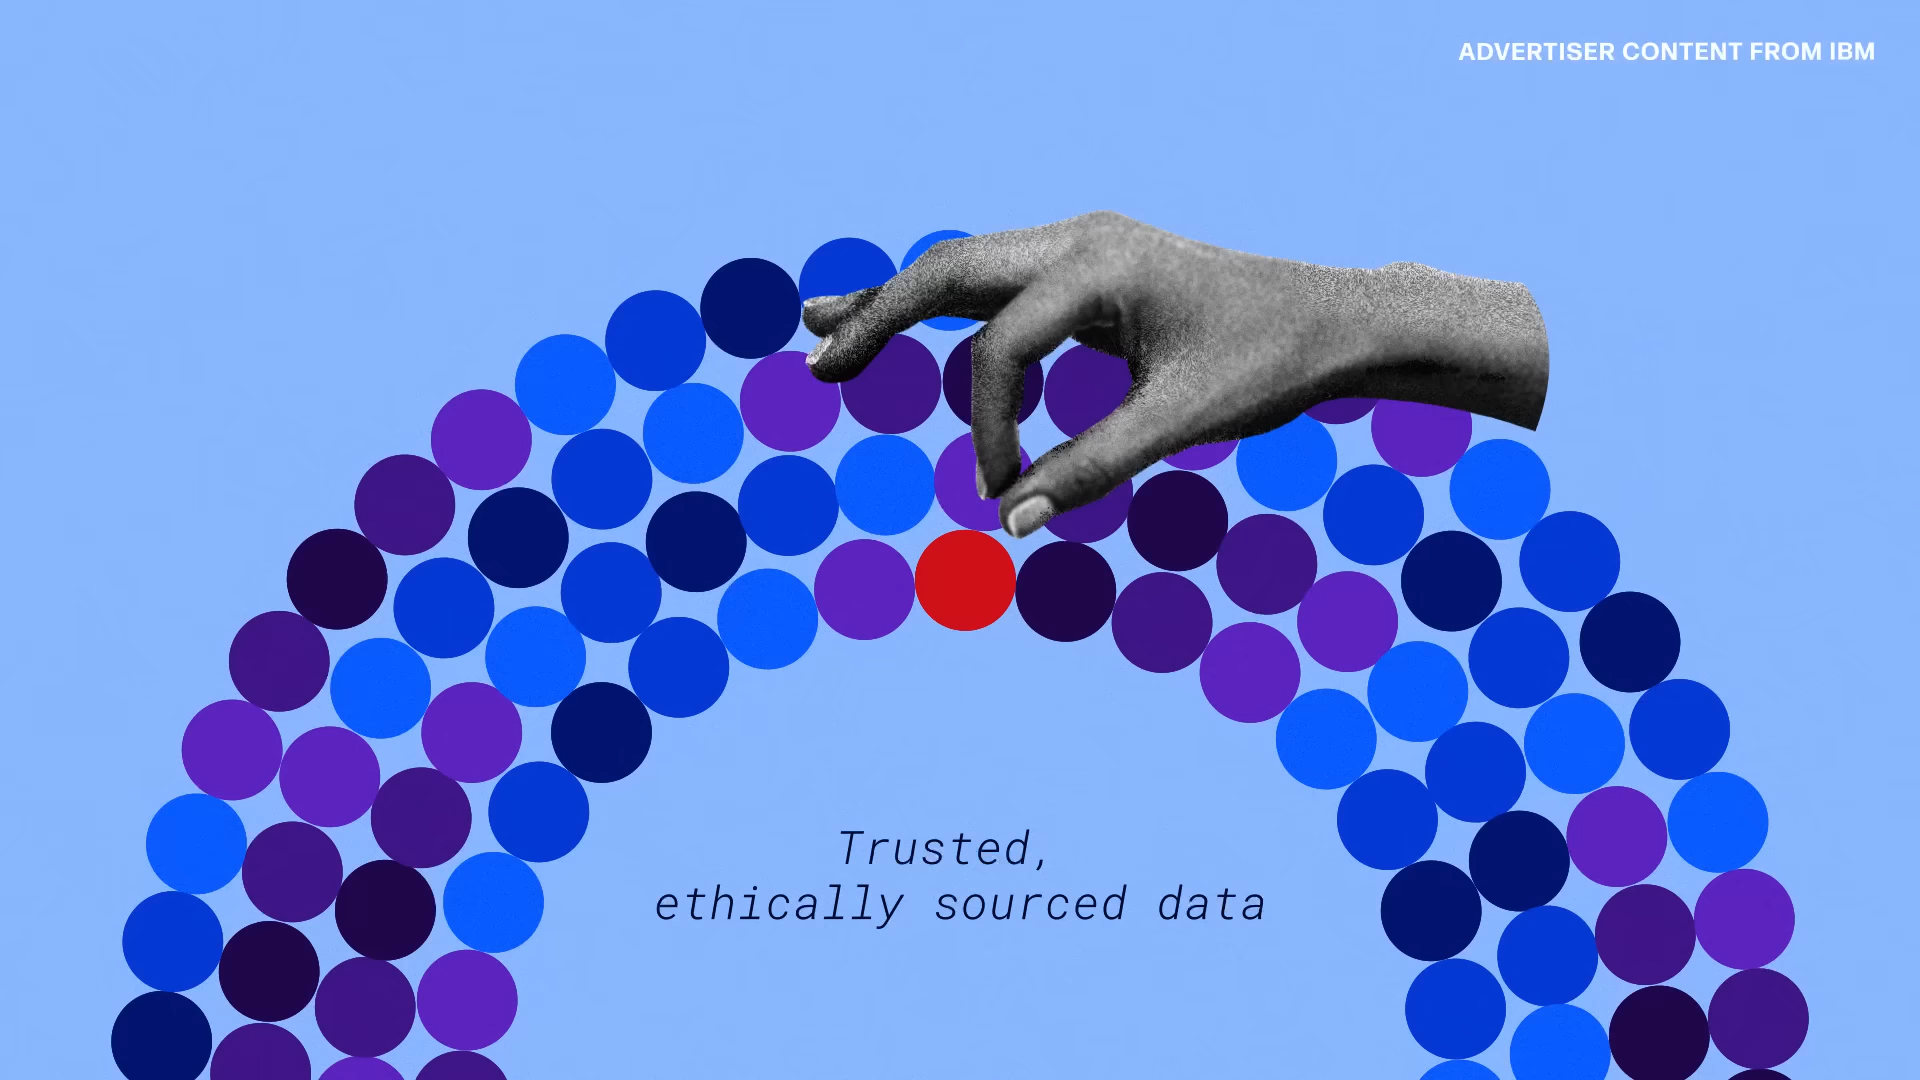 ADVERTISER CONTENT FROM IBM
Trusted,
ethically sourced data